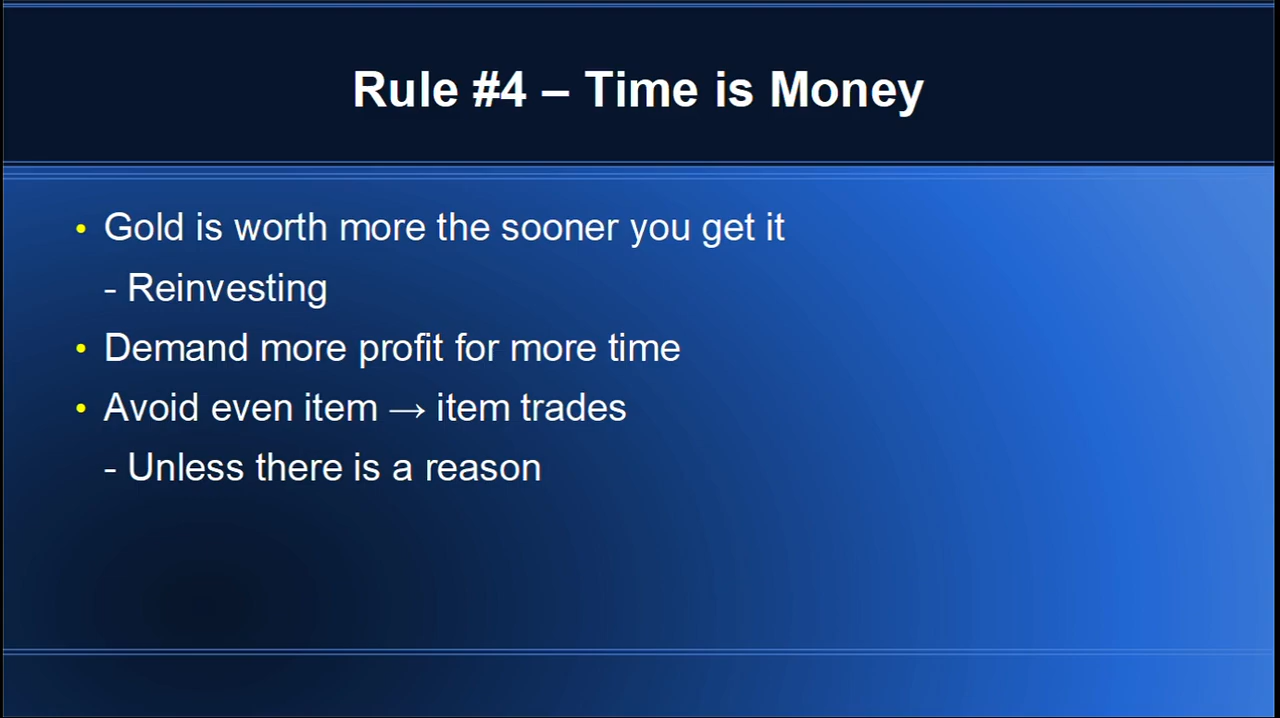 Rule #4 – Time is Money
• Gold is worth more the sooner you get it
- Reinvesting
• Demand more profit for more time
• Avoid even item → item trades
- Unless there is a reason